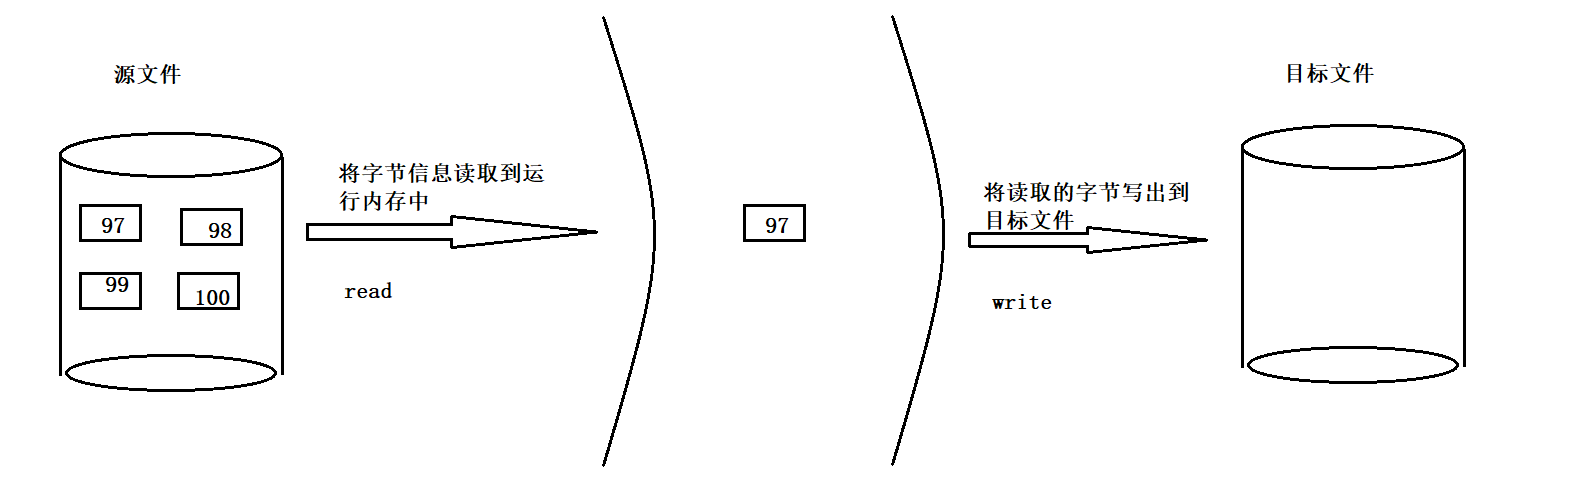 源文件
97
98
99
100
将字节信息读取到运
行内存中
read
97
将读取的字节写出到
目标文件
write
目标文件